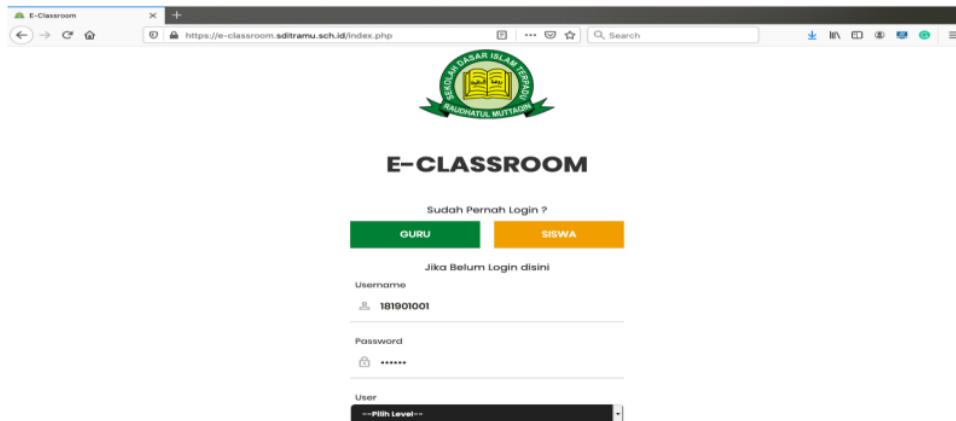 E-Classroom
https://e-classroom.sditramu.sch.id/index.php
Search
SEKOLAH DASAR ISLAM TERPADU
RAUDHATUL MUTTAQIN
E-CLASSROOM
Sudah Pernah Login ?
GURU SISWA
Jika Belum Login disini
Username
181901001
Password
••••••
User
--Pilih Level--